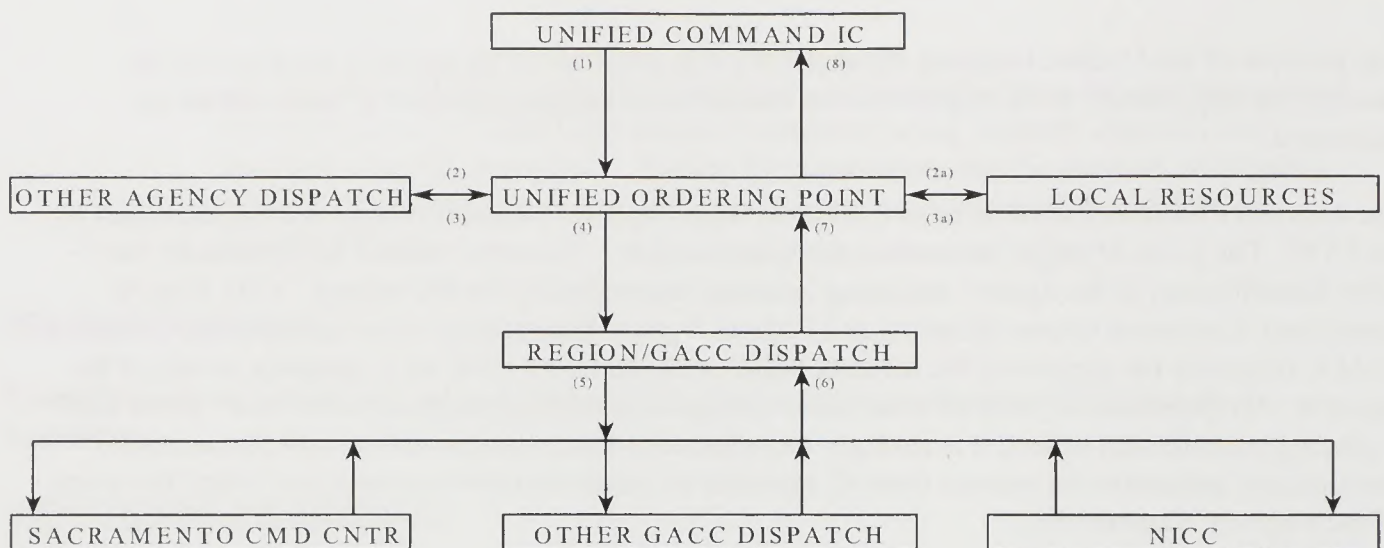 UNIFIED COMMAND IC
(1)
(8)
(2)
(2a)
OTHER AGENCY DISPATCH
UNIFIED ORDERING POINT
LOCAL RESOURCES
(3)
(4)
(7)
(3a)
REGION/GACC DISPATCH
(5)
(6)
SACRAMENTO CMD CNTR
OTHER GACC DISPATCH
NICC